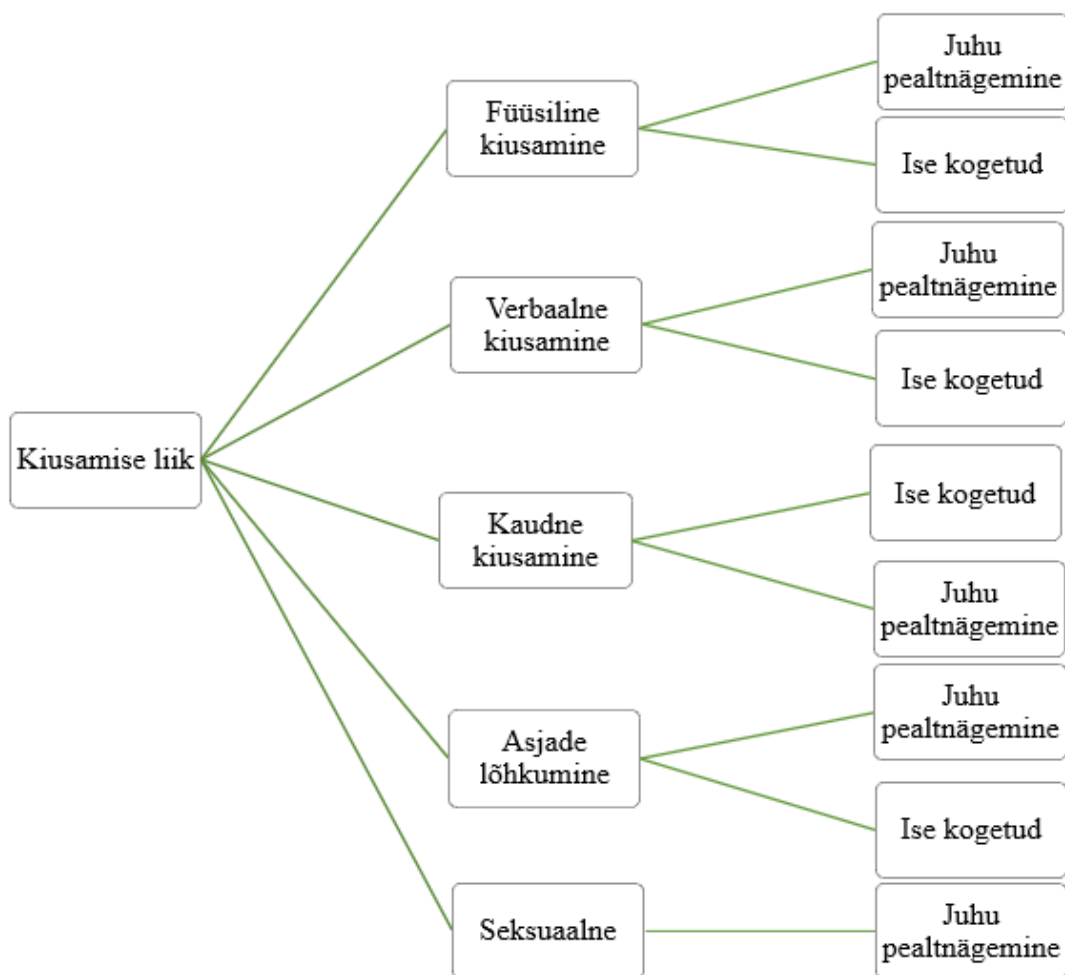 Kiusamise liik
Füüsiline
kiusamine
Juhu
pealtnägemine
Ise kogetud
Verbaalne
kiusamine
Juhu
pealtnägemine
Ise kogetud
Kaudne
kiusamine
Ise kogetud
Juhu
pealtnägemine
Asjade
lõhkumine
Juhu
pealtnägemine
Ise kogetud
Seksuaalne
Juhu
pealtnägemine